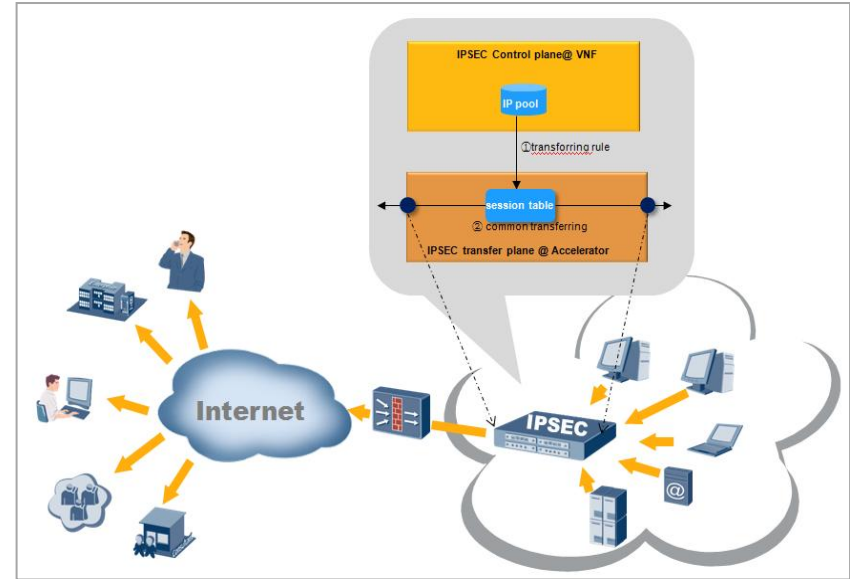 IPSEC Control plane@ VNF
IP pool
①transforring rule
session table
② common transferring
IPSEC transfer plane @ Accelerator
Internet
IPSEC
@